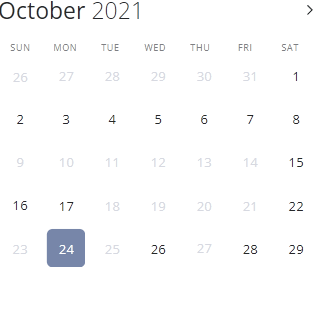 October 2021
SUN MON TUE WED THU FRI SAT
26 27 28 29 30 31 1
2 3 4 5 6 7 8
9 10 11 12 13 14 15
16 17 18 19 20 21 22
23 24 25 26 27 28 29